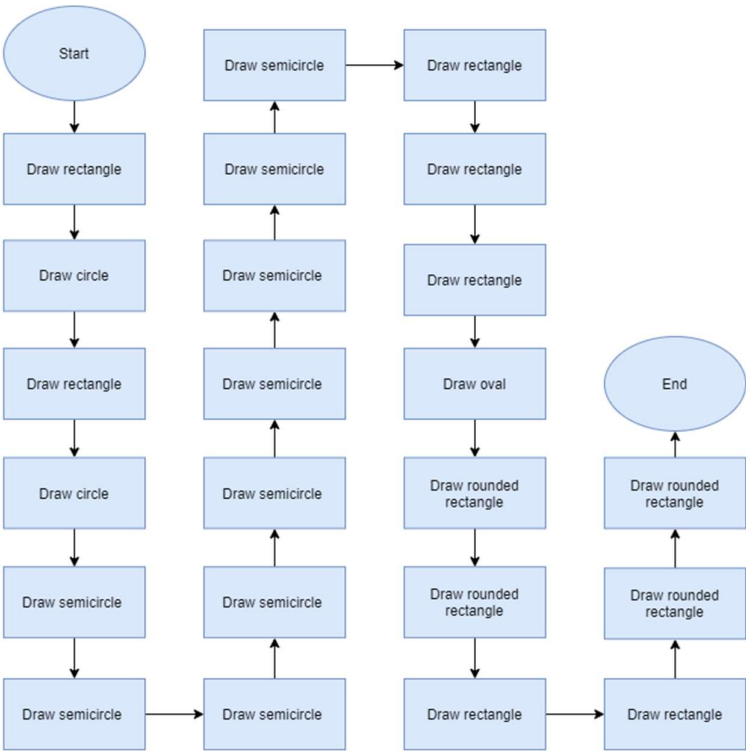 Start
Draw rectangle
Draw circle
Draw rectangle
Draw circle
Draw semicircle
Draw semicircle
Draw semicircle
Draw semicircle
Draw semicircle
Draw semicircle
Draw semicircle
Draw semicircle
Draw semicircle
Draw rectangle
Draw rectangle
Draw rectangle
Draw oval
Draw rounded
rectangle
Draw rounded
rectangle
Draw rectangle
Draw rectangle
Draw rounded
rectangle
Draw rounded
rectangle
End